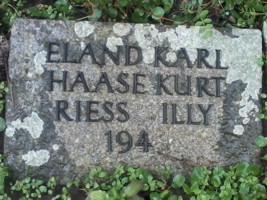 ELAND KARL
HAASE KURT
RIESS ILLY
194